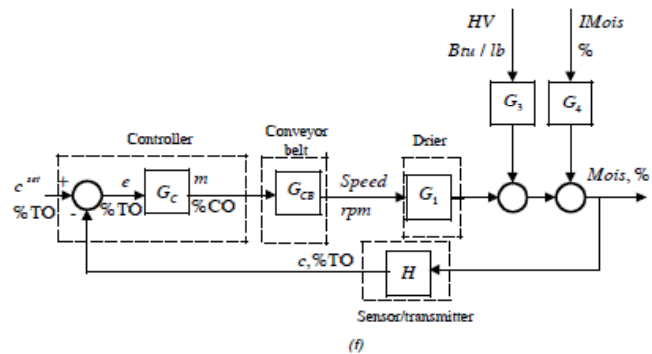 HV
IMois
Btu / lb
%
G3
G4
Controller
Conveyor
belt
Drier
c set
+
e
m
Speed
Mois, %
GC
GCB
G1
%TO
-
%TO
%CO
rpm
c, %TO
H
Sensor/transmitter
(f)